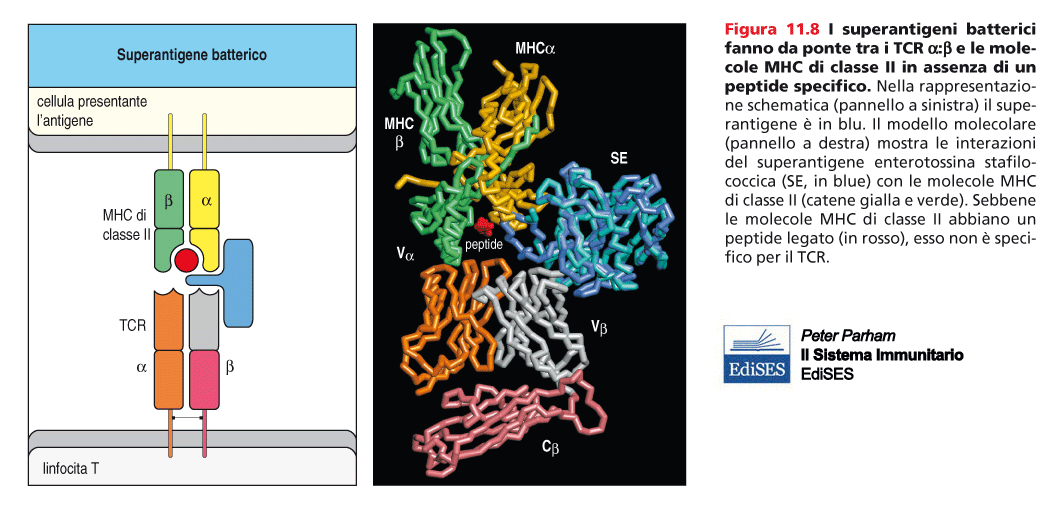 Superantigene batterico
cellula presentante
l'antigene
MHC di
classe II
β
α
TCR
α
β
linfocita T
MHCα
MHC
β
SE
peptide
Vα
Vβ
Cβ
Figura 11.8 I superantigeni batterici
fanno da ponte tra i TCR α:β e le mole-
cole MHC di classe II in assenza di un
peptide specifico. Nella rappresentazio-
ne schematica (pannello a sinistra) il supe-
rantigene è in blu. Il modello molecolare
(pannello a destra) mostra le interazioni
del superantigene enterotossina stafilo-
coccica (SE, in blue) con le molecole MHC
di classe II (catene gialla e verde). Sebbene
le molecole MHC di classe II abbiano un
peptide legato (in rosso), esso non è speci-
fico per il TCR.
EdiSES
Peter Parham
Il Sistema Immunitario
EdiSES